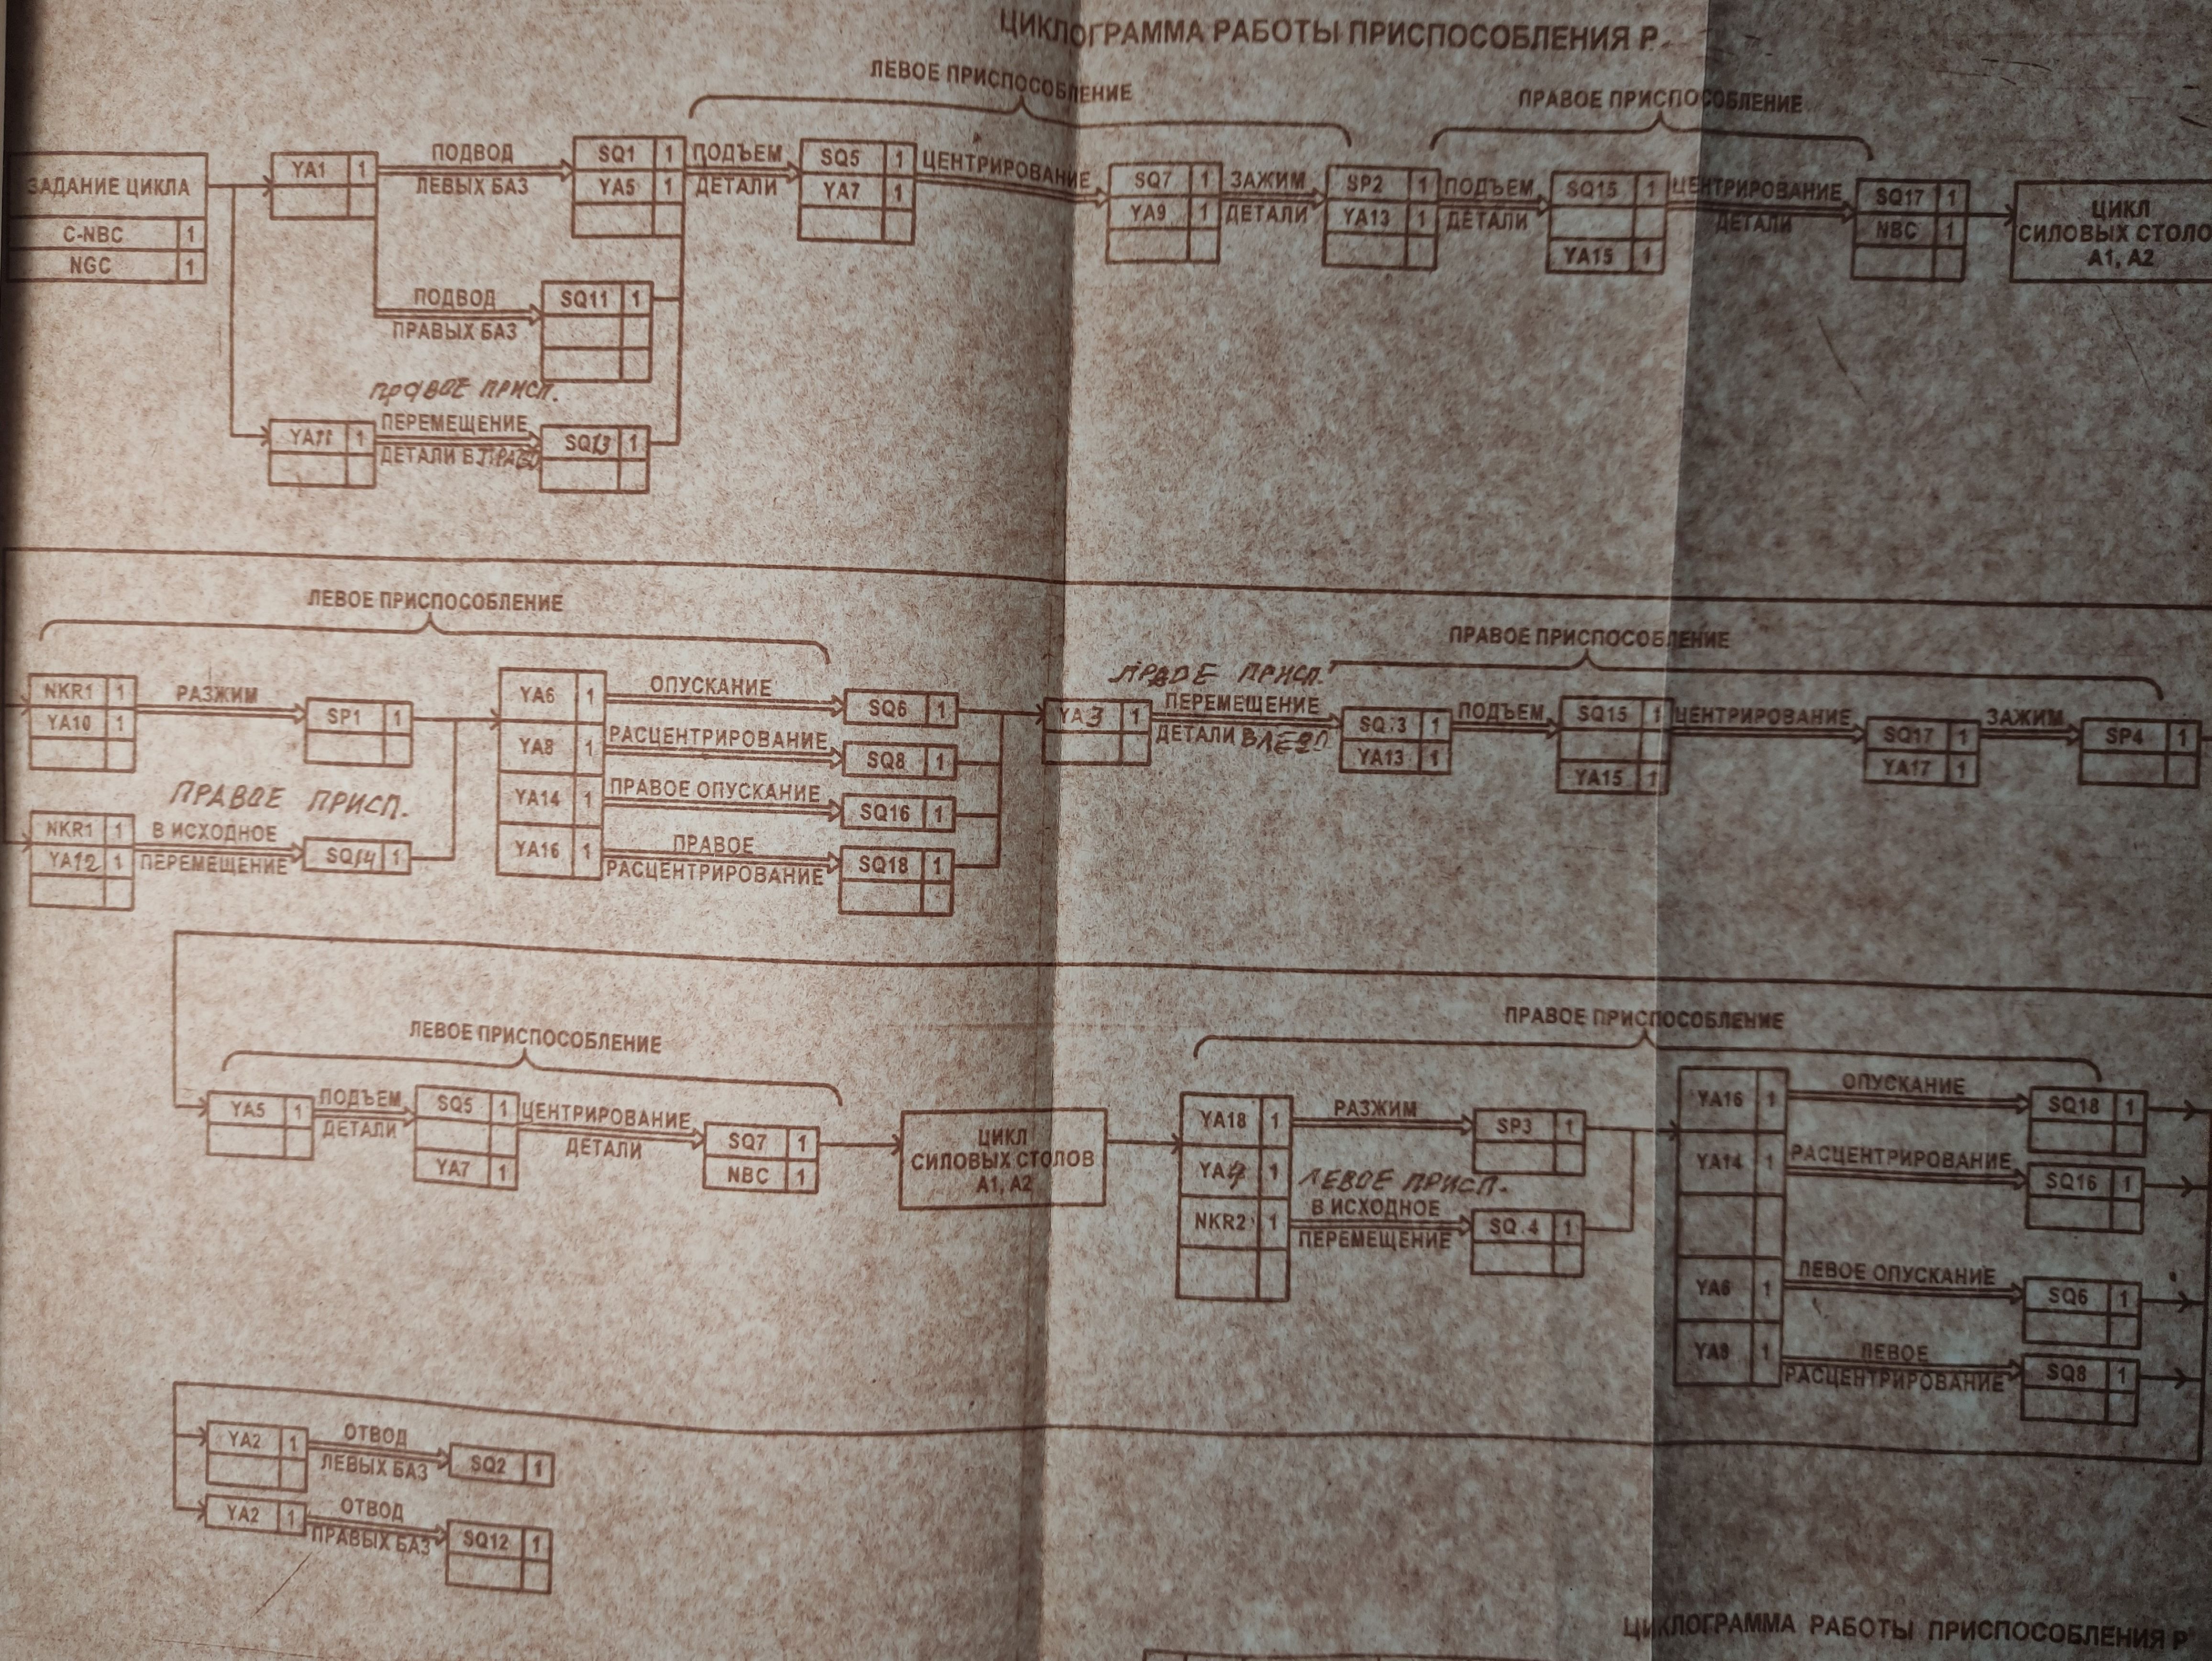 ЦИКЛОГРАММА РАБОТЫ ПРИСПОСОБЛЕНИЯ Р.
ЛЕВОЕ ПРИСПОСОБЛЕНИЕ
ПРАВОЕ ПРИСПОСОБЛЕНИЕ
ЗАДАНИЕ ЦИКЛА
C-NBC 1
NGC 1
YA1 1
ПОДВОД
ЛЕВЫХ БАЗ
SQ1 1
YA5 1
ПОДЪЕМ
ДЕТАЛИ
SQ5 1
YA7 1
ЦЕНТРИРОВАНИЕ
SQ7 1
YA9 1
ЗАЖИМ
ДЕТАЛИ
SP2 1
YA13 1
ПОДЪЕМ
ДЕТАЛИ
SQ15 1
YA15 1
ЦЕНТРИРОВАНИЕ
ДЕТАЛИ
SQ17 1
NBC 1
ЦИКЛ
СИЛОВЫХ СТОЛО
А1, А2
ПОДВОД
ПРАВЫХ БАЗ
SQ11 1
ПРАВОЕ ПРИСП.
YA11 1
ПЕРЕМЕЩЕНИЕ
ДЕТАЛИ В ПРАВО
SQ13 1
ЛЕВОЕ ПРИСПОСОБЛЕНИЕ
ПРАВОЕ ПРИСПОСОБЛЕНИЕ
NKR1 1
YA10 1
РАЗЖИМ
SP1 1
ПРАВОЕ ПРИСП.
NKR1 1
YA12 1
В ИСХОДНОЕ
ПЕРЕМЕЩЕНИЕ
SQ14 1
YA6 1
ОПУСКАНИЕ
SQ6 1
YA8 1
РАСЦЕНТРИРОВАНИЕ
SQ8 1
YA14 1
ПРАВОЕ ОПУСКАНИЕ
SQ16 1
YA16 1
ПРАВОЕ
РАСЦЕНТРИРОВАНИЕ
SQ18 1
ПРАВОЕ ПРИСП.
YA3 1
ПЕРЕМЕЩЕНИЕ
ДЕТАЛИ ВЛЕВО
SQ.3 1
YA13 1
ПОДЪЕМ
SQ15 1
YA15 1
ЦЕНТРИРОВАНИЕ
SQ17 1
YA17 1
ЗАЖИМ
SP4 1
ЛЕВОЕ ПРИСПОСОБЛЕНИЕ
ПРАВОЕ ПРИСПОСОБЛЕНИЕ
YA5 1
ПОДЪЕМ
ДЕТАЛИ
SQ5 1
YA7 1
ЦЕНТРИРОВАНИЕ
ДЕТАЛИ
SQ7 1
NBC 1
ЦИКЛ
СИЛОВЫХ СТОЛОВ
А1, А2
YA18 1
YA4 1
NKR2 1
РАЗЖИМ
SP3 1
ЛЕВОЕ ПРИСП.
В ИСХОДНОЕ
ПЕРЕМЕЩЕНИЕ
SQ.4 1
YA16 1
ОПУСКАНИЕ
SQ18 1
YA14 1
РАСЦЕНТРИРОВАНИЕ
SQ16 1
YA6 1
ЛЕВОЕ ОПУСКАНИЕ
SQ6 1
YA8 1
ЛЕВОЕ
РАСЦЕНТРИРОВАНИЕ
SQ8 1
YA2 1
ОТВОД
ЛЕВЫХ БАЗ
SQ2 1
YA2 1
ОТВОД
ПРАВЫХ БАЗ
SQ12 1
ЦИКЛОГРАММА РАБОТЫ ПРИСПОСОБЛЕНИЯ Р